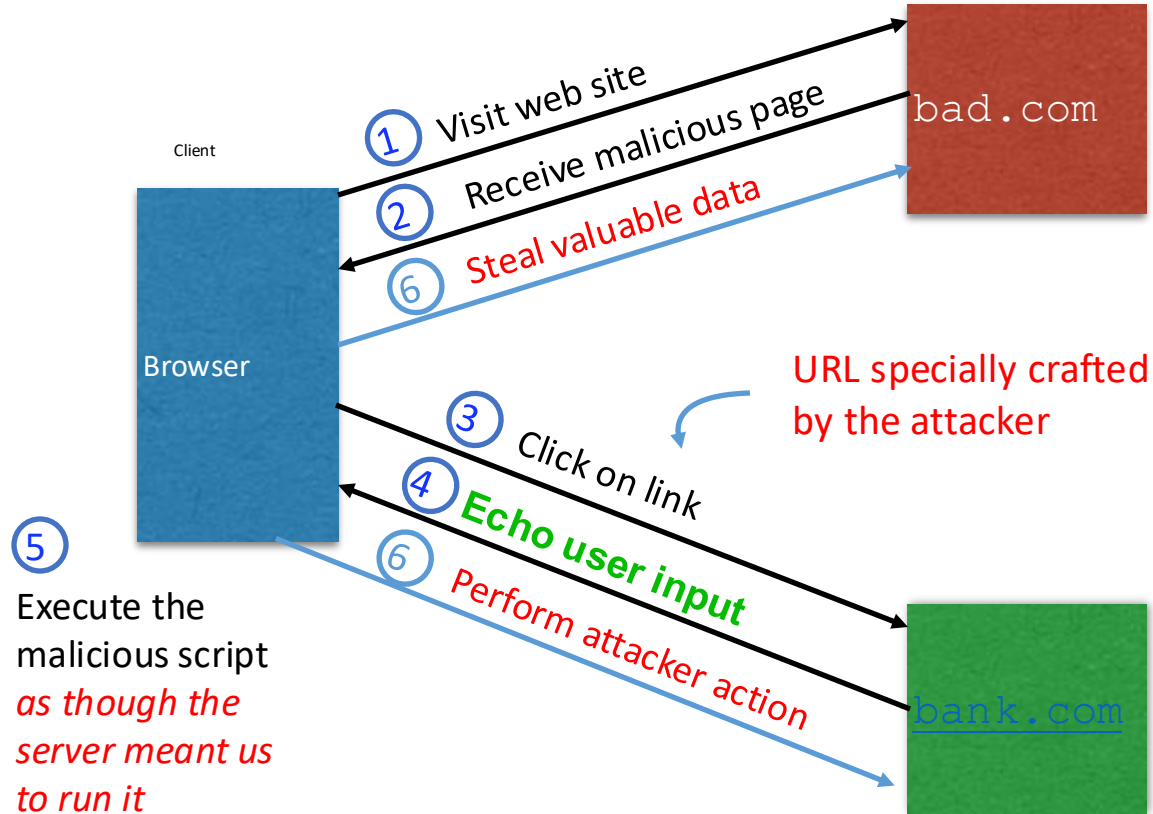 Client
Browser
1 Visit web site
2 Receive malicious page
6 Steal valuable data
bad.com
URL specially crafted
by the attacker
3 Click on link
4 Echo user input
6 Perform attacker action
bank.com
5
Execute the
malicious script
as though the
server meant us
to run it